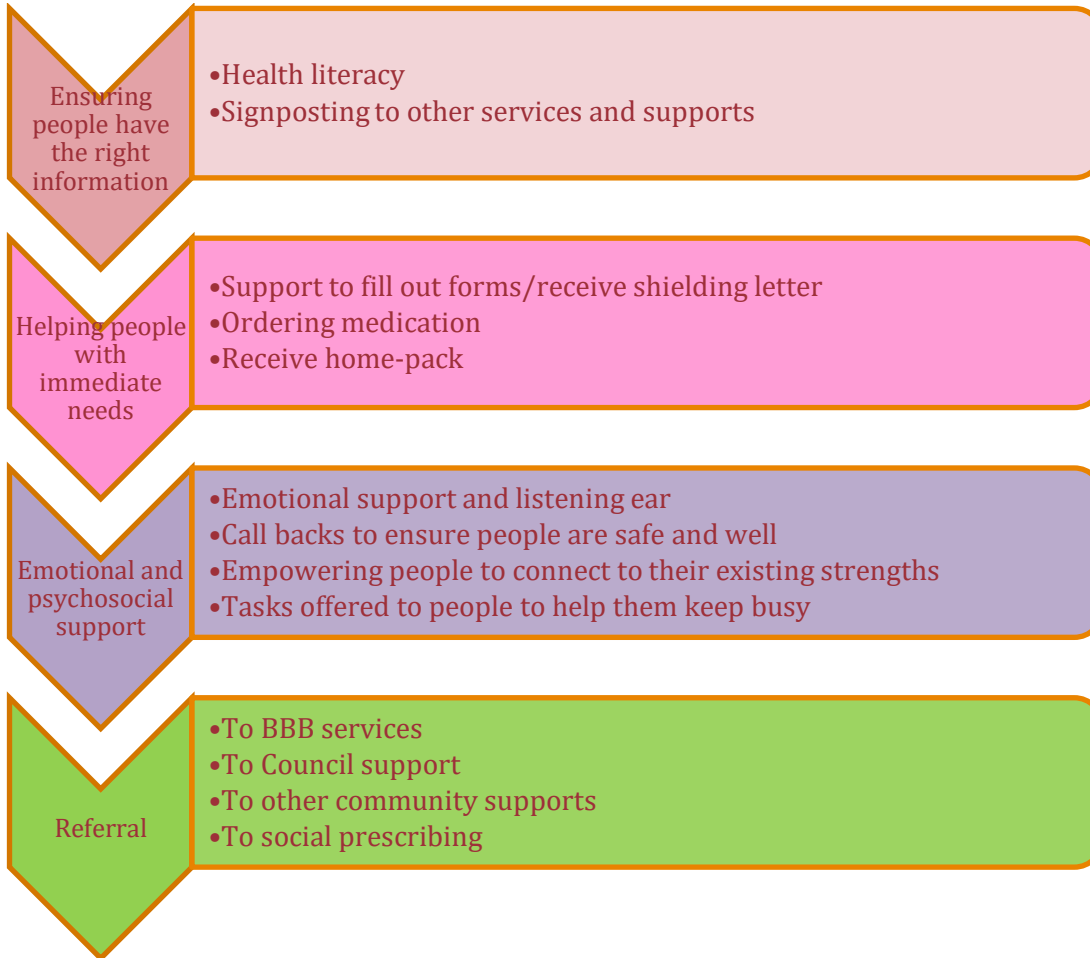 Ensuring
people have
the right
information
•Health literacy
•Signposting to other services and supports
Helping people
with
immediate
needs
•Support to fill out forms/receive shielding letter
•Ordering medication
•Receive home-pack
Emotional and
psychosocial
support
•Emotional support and listening ear
•Call backs to ensure people are safe and well
•Empowering people to connect to their existing strengths
•Tasks offered to people to help them keep busy
Referral
•To BBB services
•To Council support
•To other community supports
•To social prescribing